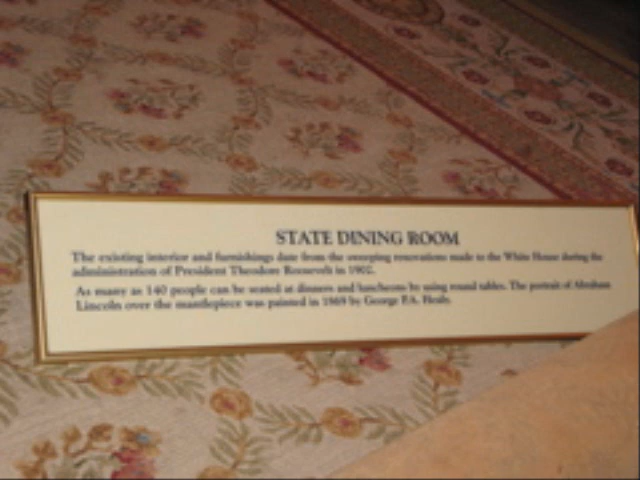 STATE DINING ROOM
The existing interior and furnishings date from the sweeping renovations made to the White House during the
administration of President Theodore Roosevelt in 1902.
As many as 140 people can be seated at dinners and luncheons by using round tables. The portrait of Abraham
Lincoln over the mantlepiece was painted in 1869 by George P.A. Healy.